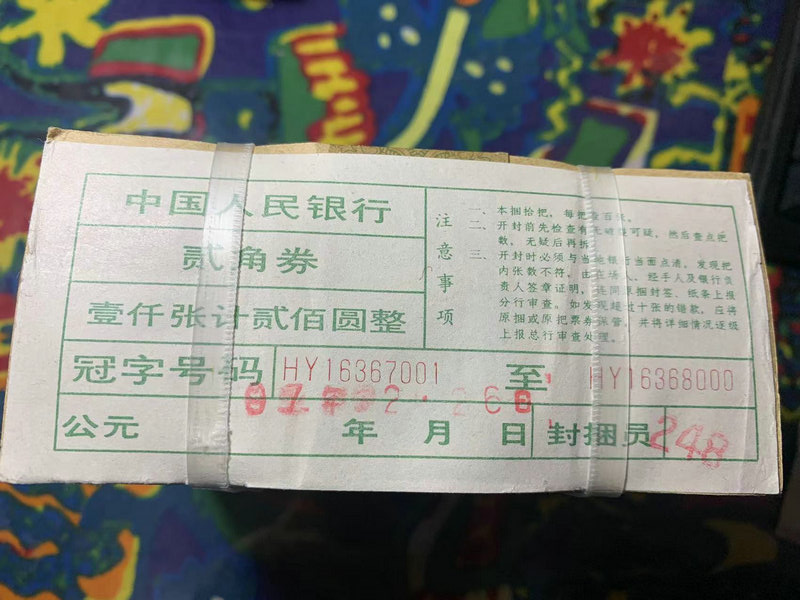 中国人民银行
贰角券
壹仟张计贰佰圆整
注意事项
一、本捆拾把,每把壹百张。
二、开封前先检查有无破绽可疑,然后查点把
数,无疑后再拆
三、开封时必须与当地银行当面点清,发现把
内张数不符,由在场人、经手人及银行负
责人签章证明,连同原捆封签、纸条上报
分行审查。如发现超过十张的错款,应将
原捆或原把票券保管,并将详细情况逐级
上报总行审查处理。
冠字号码 HY16367001 至 HY16368000
公元 年 月 日 封捆员 248